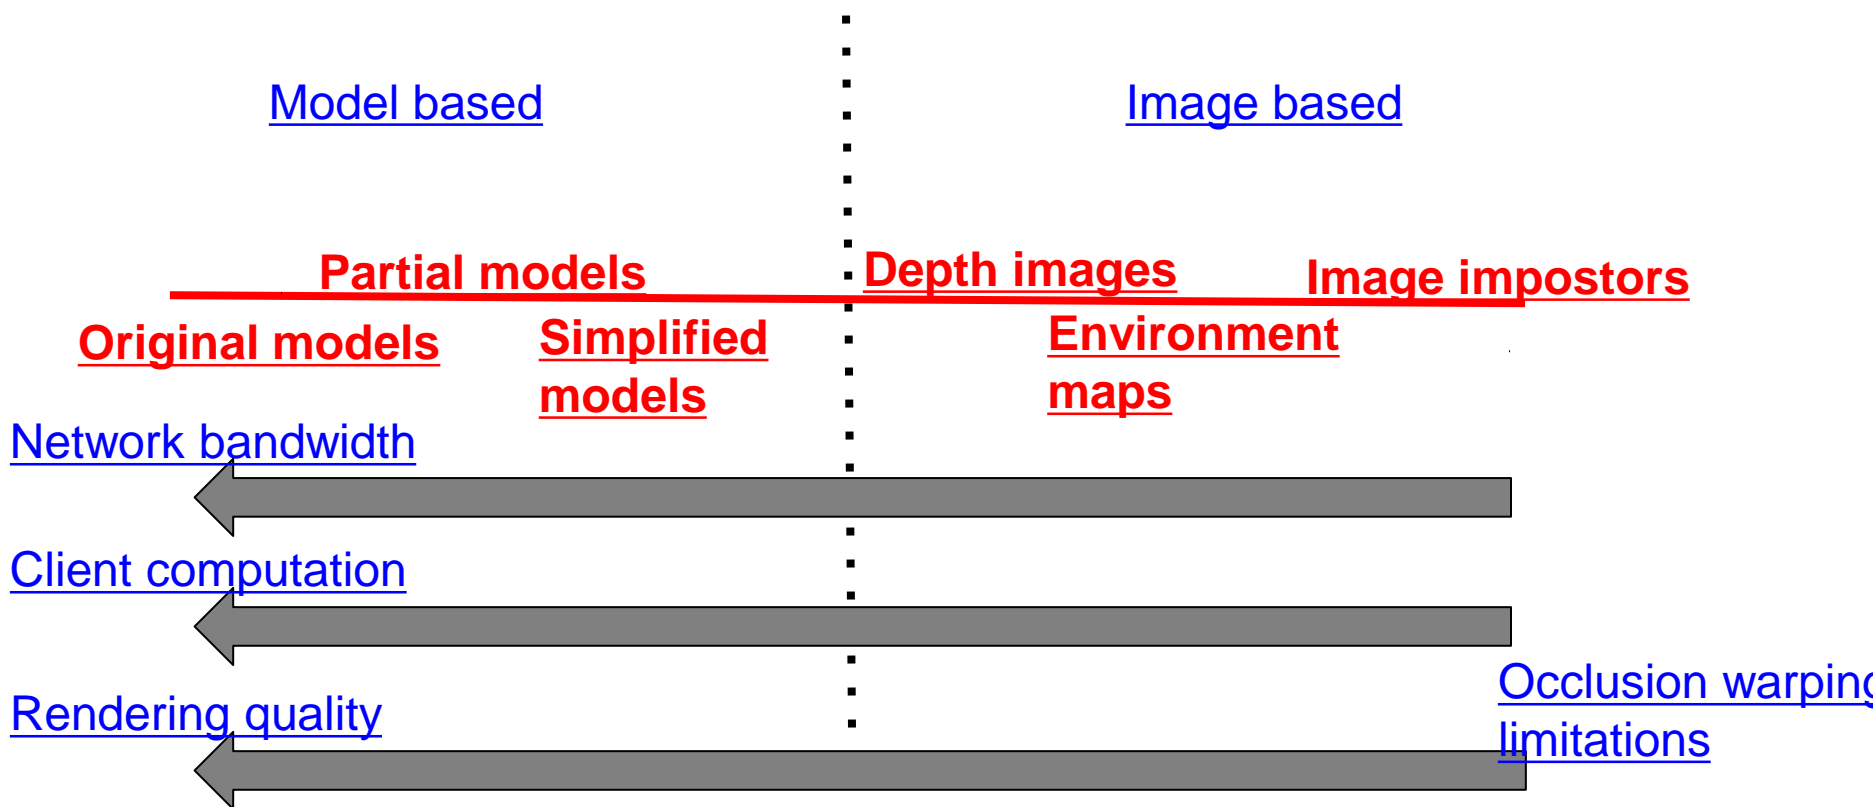 Model based
Image based
Partial models
Depth images
Image impostors
Original models
Simplified
models
Environment
maps
Network bandwidth
Client computation
Rendering quality
Occlusion warping
limitations